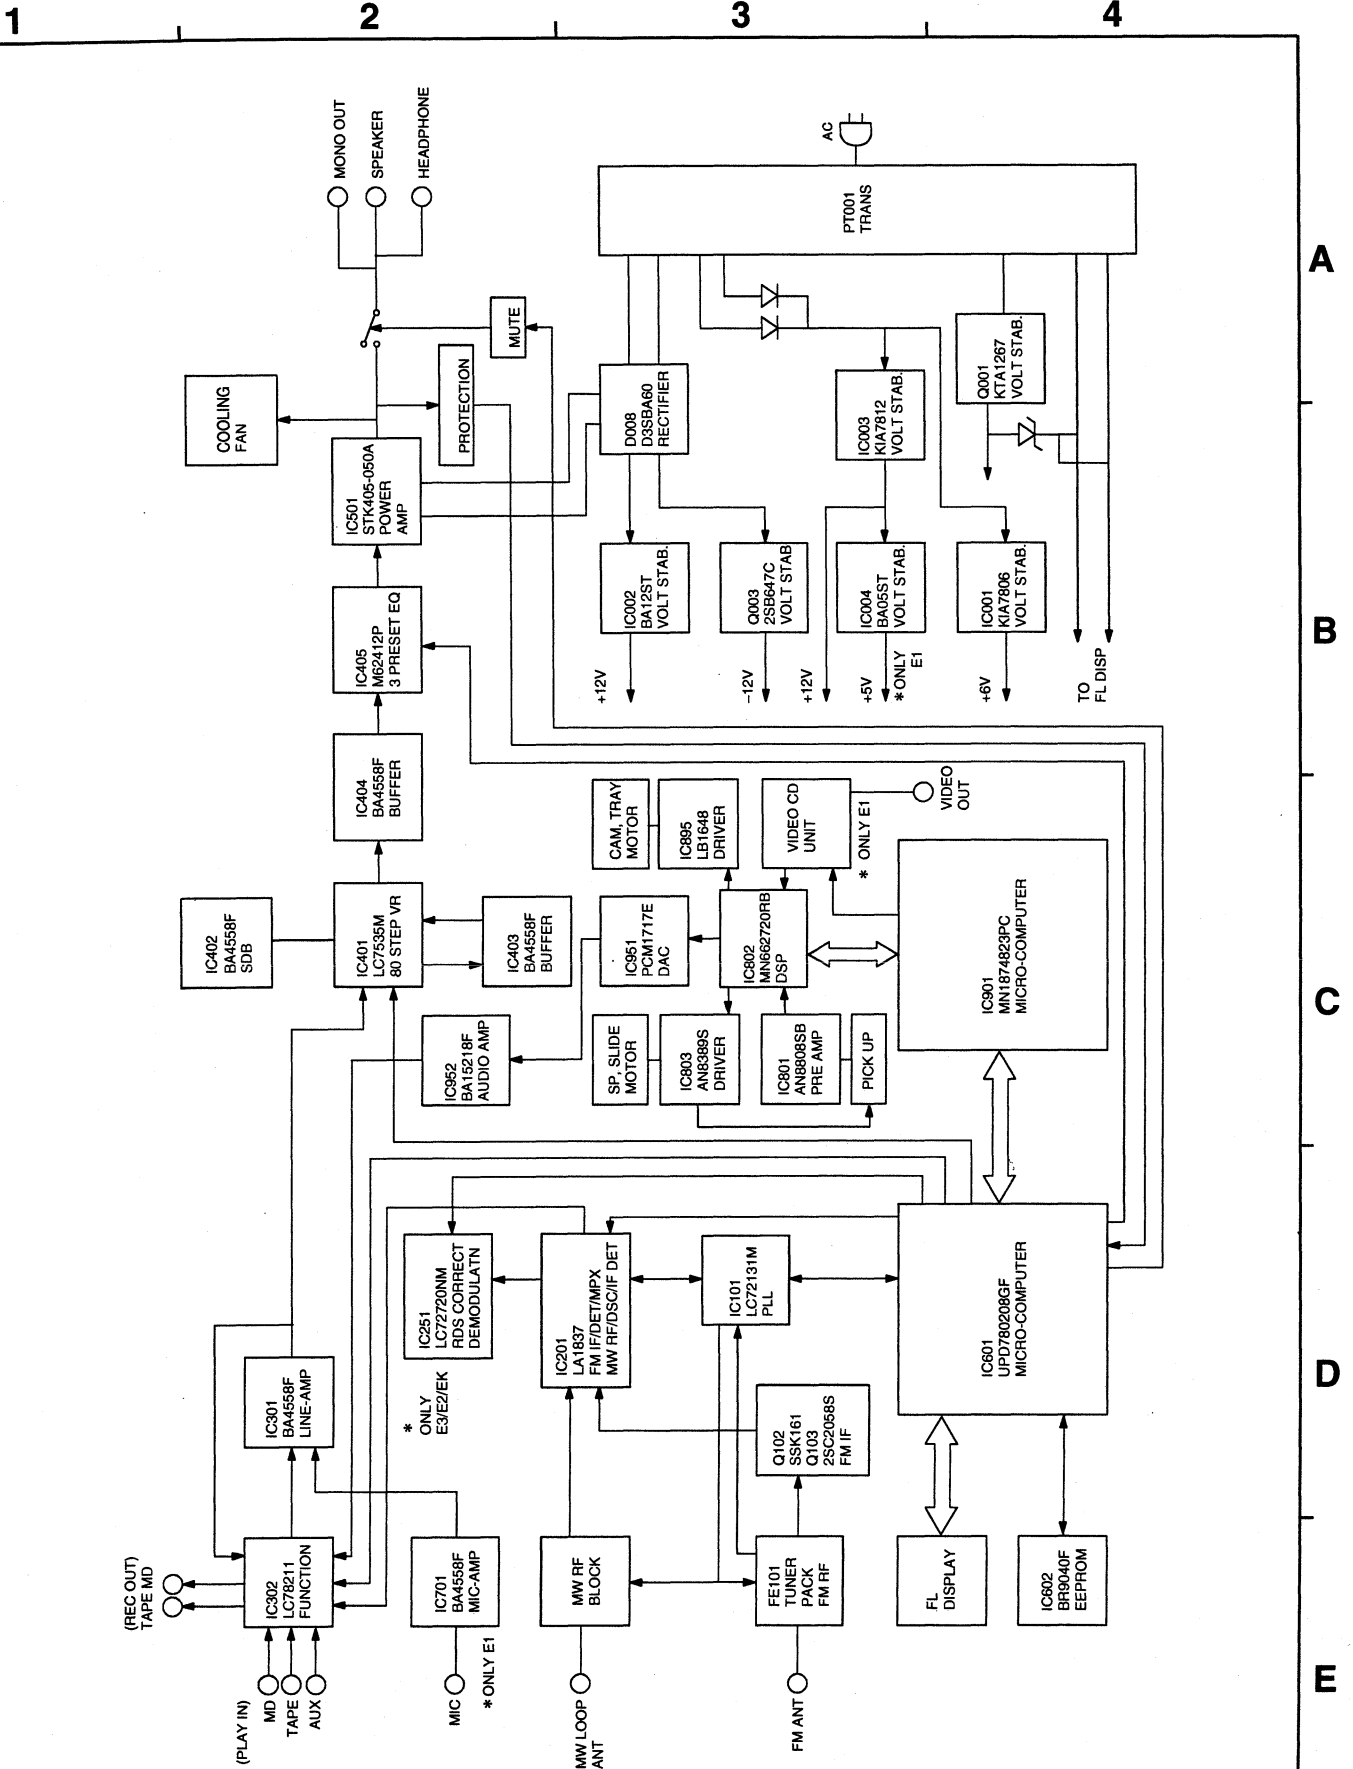 1
2
3
4
A
B
C
D
E
MONO OUT
SPEAKER
HEADPHONE
AC
PT001
TRANS
MUTE
COOLING
FAN
PROTECTION
D008
D3SBA60
RECTIFIER
IC003
KIA7812
VOLT STAB.
Q001
KTA1267
VOLT STAB.
IC501
STK405-050A
POWER
AMP
IC405
M62412P
3 PRESET EQ
IC002
BA12ST
VOLT STAB.
Q003
2SB647C
VOLT STAB
IC004
BA05ST
VOLT STAB.
IC001
KIA7806
VOLT STAB.
+12V
-12V
+12V
+5V
*ONLY
E1
+6V
TO
FL DISP
IC404
BA4558F
BUFFER
CAM, TRAY
MOTOR
IC895
LB1648
DRIVER
VIDEO CD
UNIT
* ONLY E1
VIDEO
OUT
IC402
BA4558F
SDB
IC401
LC7535M
80 STEP VR
IC403
BA4558F
BUFFER
IC951
PCM1717E
DAC
IC802
MN662720RB
DSP
IC901
MN1874823PC
MICRO-COMPUTER
IC952
BA15218F
AUDIO AMP
SP, SLIDE
MOTOR
IC803
AN8389S
DRIVER
IC801
AN8808SB
PRE AMP
PICK UP
IC251
LC72720NM
RDS CORRECT
DEMODULATN
*
ONLY
E3/E2/EK
IC201
LA1837
FM IF/DET/MPX
MW RF/DSC/IF DET
IC101
LC72131M
PLL
IC601
UPD780208GF
MICRO-COMPUTER
IC301
BA4558F
LINE-AMP
Q102
SSK161
Q103
2SC2058S
FM IF
(REC OUT)
TAPE MD
IC302
LC78211
FUNCTION
IC701
BA4558F
MIC-AMP
MW RF
BLOCK
FE101
TUNER
PACK
FM RF
FL
DISPLAY
IC602
BR9040F
EEPROM
(PLAY IN)
MD
TAPE
AUX
MIC
*ONLY E1
MW LOOP
ANT
FM ANT